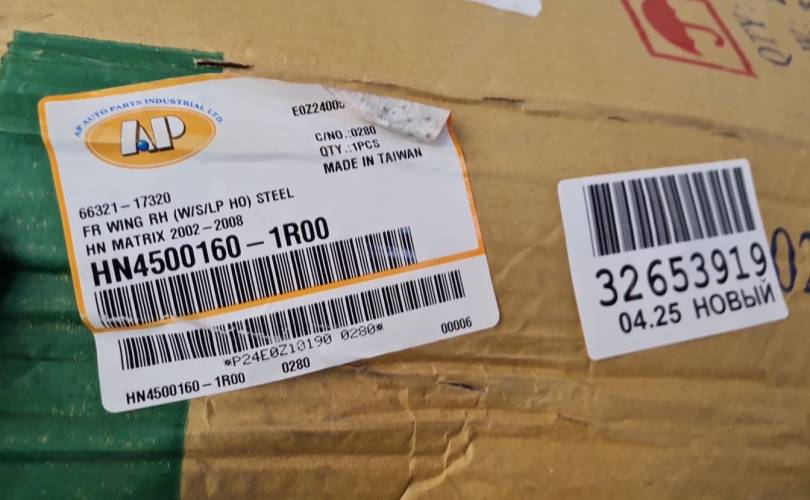 AP AUTO PARTS INDUSTRIAL LTD.
AP
C/NO.:0280
QTY.:1PCS
MADE IN TAIWAN
66321-17320
FR WING RH (W/S/LP HO) STEEL
HN MATRIX 2002-2008
HN4500160-1R00
*P24E0Z10190 0280*
00006
HN4500160-1R00
0280
QTY:
32653919
04.25 НОВЫЙ